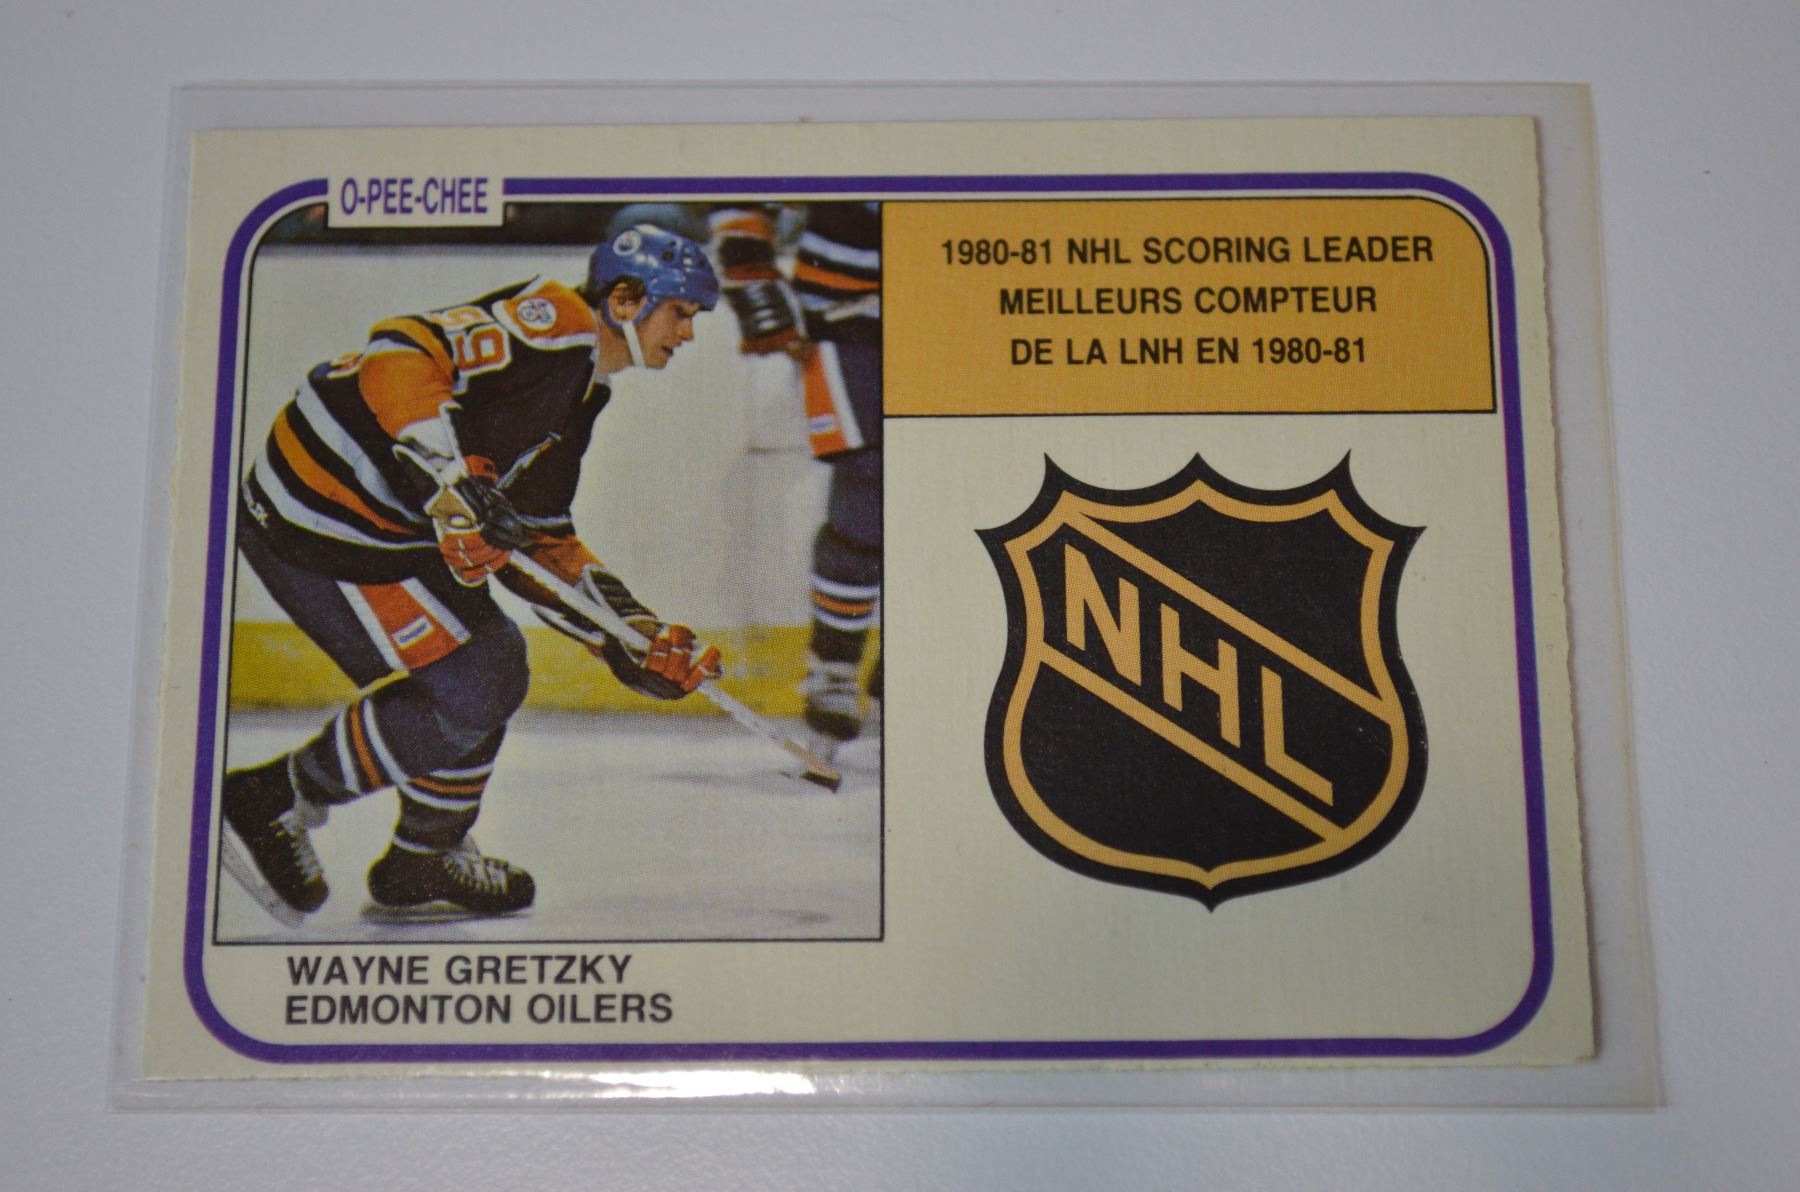 O-PEE-CHEE
1980-81 NHL SCORING LEADER
MEILLEURS COMPTEUR
DE LA LNH EN 1980-81
99
NHL
WAYNE GRETZKY
EDMONTON OILERS